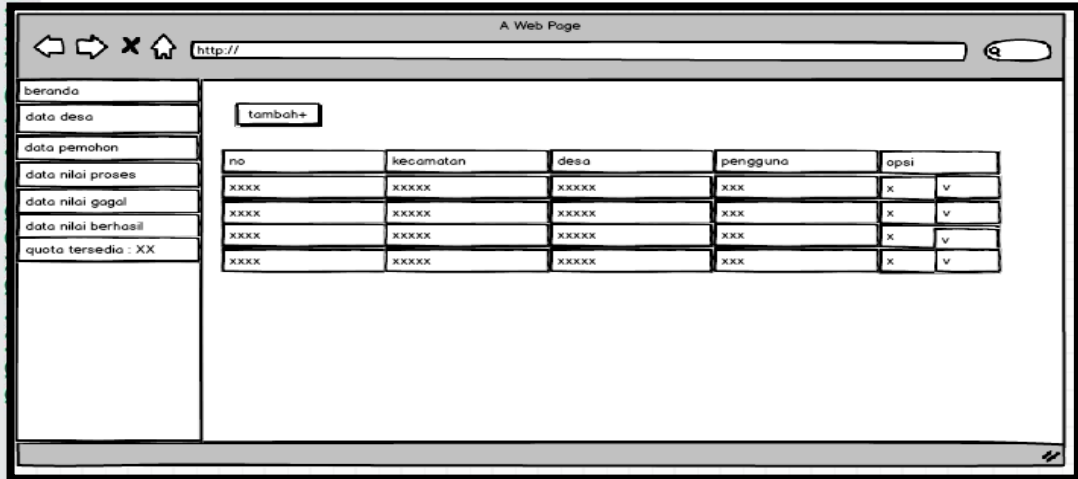 A Web Page
http://
beranda
data desa
data pemohon
data nilai proses
data nilai gagal
data nilai berhasil
quota tersedia : XX
tambah+
no kecamatan desa pengguna opsi
xxxx xxxxx xxxxx xxx x v
xxxx xxxxx xxxxx xxx x v
xxxx xxxxx xxxxx xxx x v
xxxx xxxxx xxxxx xxx x v